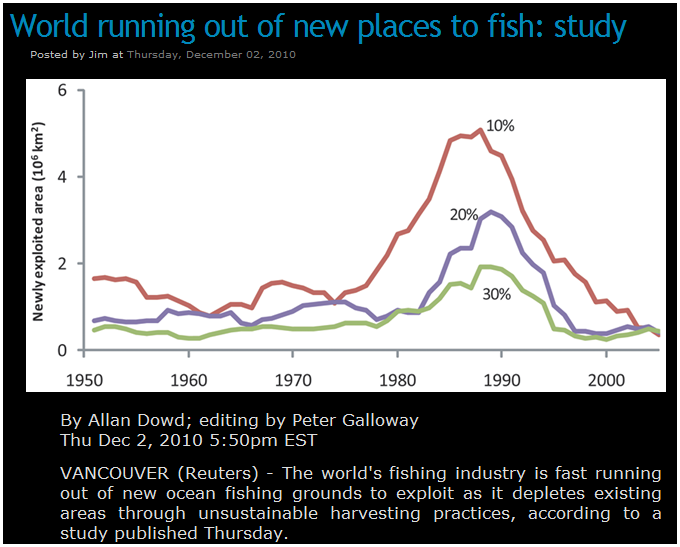 World running out of new places to fish: study
Posted by Jim at Thursday, December 02, 2010
6
4
2
0
Newly exploited area (10⁶ km²)
10%
20%
30%
1950 1960 1970 1980 1990 2000
By Allan Dowd; editing by Peter Galloway
Thu Dec 2, 2010 5:50pm EST
VANCOUVER (Reuters) - The world's fishing industry is fast running
out of new ocean fishing grounds to exploit as it depletes existing
areas through unsustainable harvesting practices, according to a
study published Thursday.